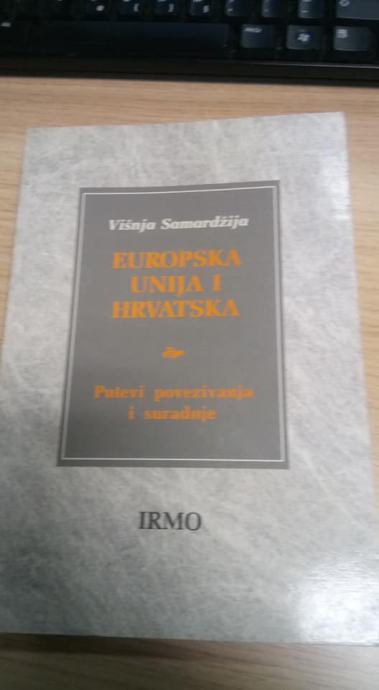 Višnja Samardžija
EUROPSKA
UNIJA I
HRVATSKA
Putevi povezivanja
i suradnje
IRMO